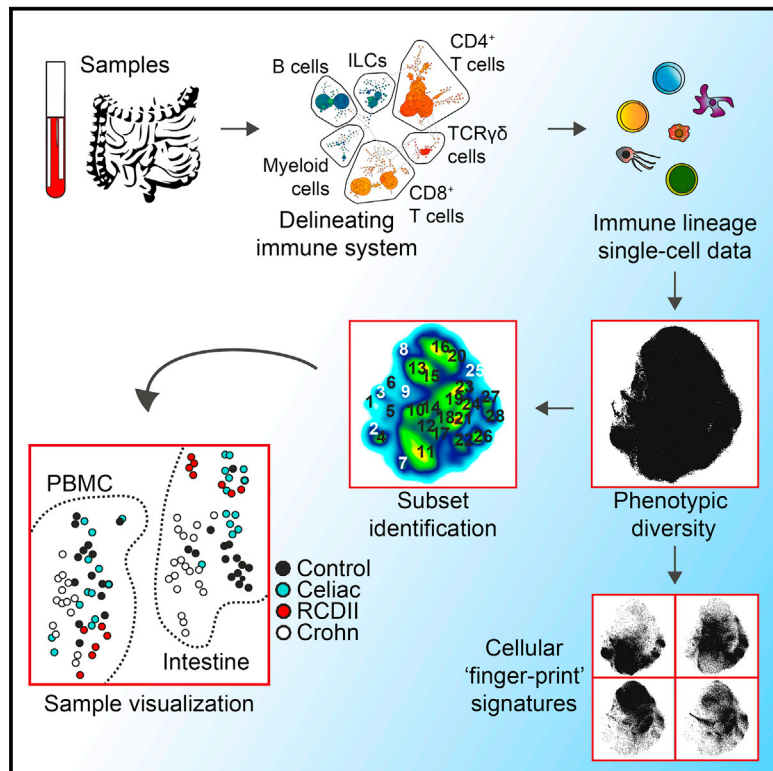 Samples
B cells
ILCs
CD4⁺
T cells
TCRγδ
cells
CD8⁺
T cells
Myeloid
cells
Delineating
immune system
Immune lineage
single-cell data
Phenotypic
diversity
8
16
20
13
15
25
6
3
9
1
5
23
27
19
24
10
14
28
18
21
2
4
12
17
22
26
11
7
Subset
identification
Cellular
‘finger-print’
signatures
PBMC
Intestine
Control
Celiac
RCDII
Crohn
Sample visualization